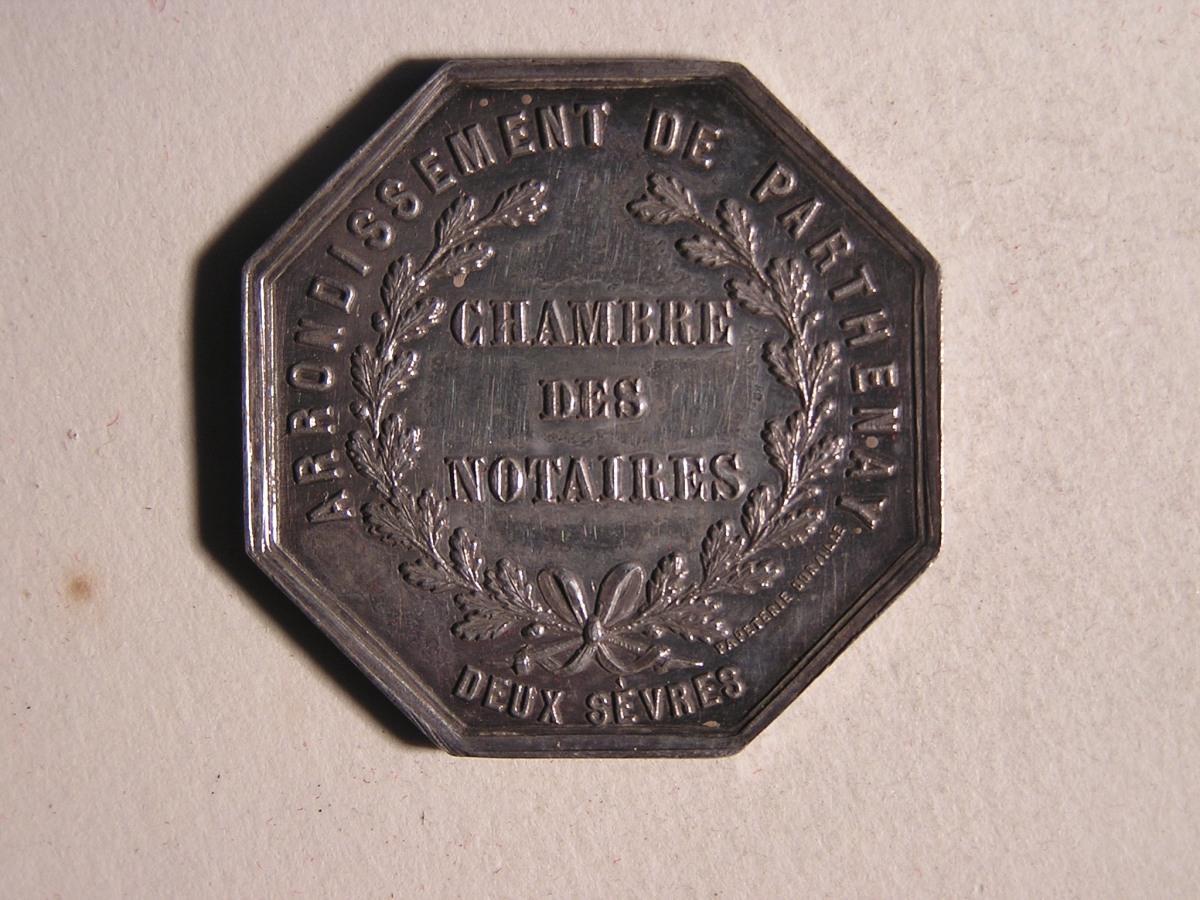 ARRONDISSEMENT DE PARTHENAY
CHAMBRE
DES
NOTAIRES
DEUX SÈVRES